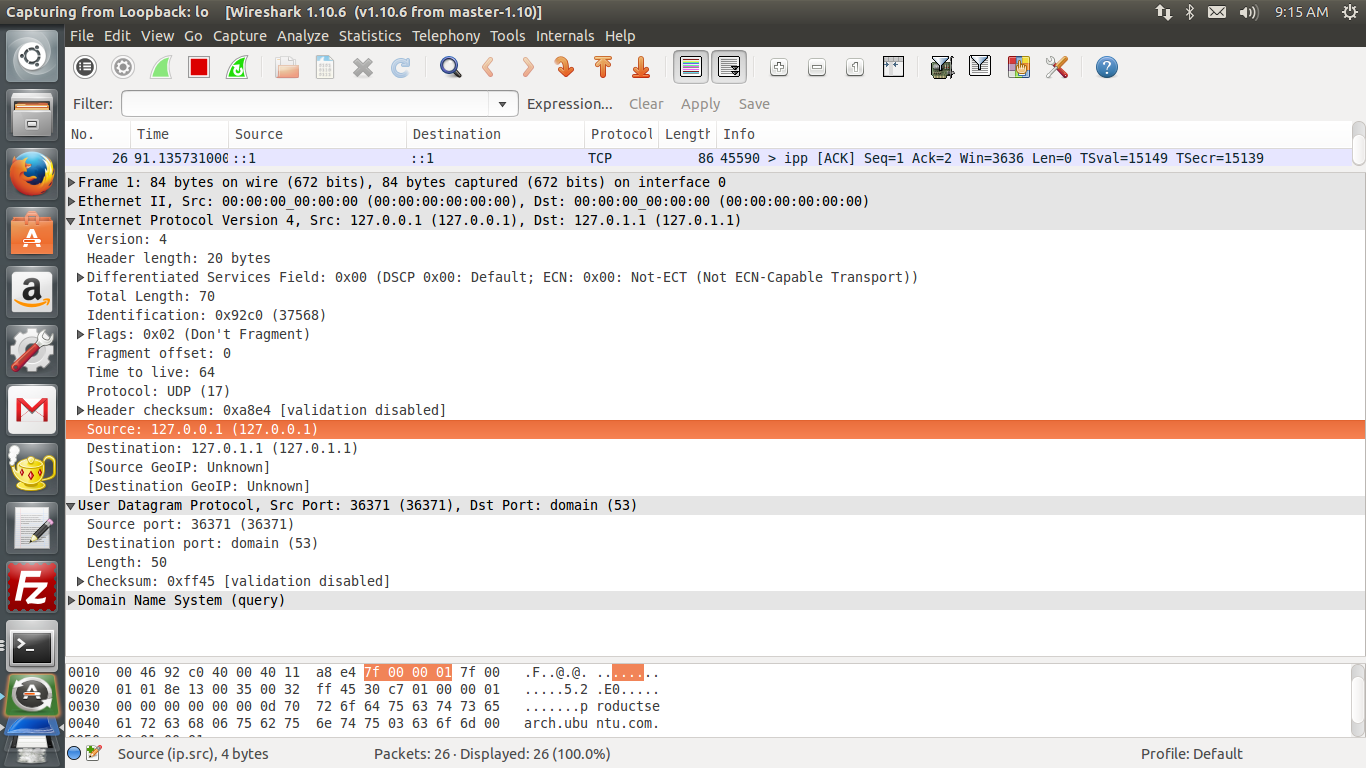 Capturing from Loopback: lo [Wireshark 1.10.6 (v1.10.6 from master-1.10)] 9:15 AM
File Edit View Go Capture Analyze Statistics Telephony Tools Internals Help
Filter: Expression... Clear Apply Save
No. Time Source Destination Protocol Length Info
26 91.135731000 ::1 ::1 TCP 86 45590 > ipp [ACK] Seq=1 Ack=2 Win=3636 Len=0 TSval=15149 TSecr=15139
Frame 1: 84 bytes on wire (672 bits), 84 bytes captured (672 bits) on interface 0
Ethernet II, Src: 00:00:00_00:00:00 (00:00:00:00:00:00), Dst: 00:00:00_00:00:00 (00:00:00:00:00:00)
Internet Protocol Version 4, Src: 127.0.0.1 (127.0.0.1), Dst: 127.0.1.1 (127.0.1.1)
Version: 4
Header length: 20 bytes
Differentiated Services Field: 0x00 (DSCP 0x00: Default; ECN: 0x00: Not-ECT (Not ECN-Capable Transport))
Total Length: 70
Identification: 0x92c0 (37568)
Flags: 0x02 (Don't Fragment)
Fragment offset: 0
Time to live: 64
Protocol: UDP (17)
Header checksum: 0xa8e4 [validation disabled]
Source: 127.0.0.1 (127.0.0.1)
Destination: 127.0.1.1 (127.0.1.1)
[Source GeoIP: Unknown]
[Destination GeoIP: Unknown]
User Datagram Protocol, Src Port: 36371 (36371), Dst Port: domain (53)
Source port: 36371 (36371)
Destination port: domain (53)
Length: 50
Checksum: 0xff45 [validation disabled]
Domain Name System (query)
0010 00 46 92 c0 40 00 40 11 a8 e4 7f 00 00 01 7f 00 .F..@.@. ........
0020 01 01 8e 13 00 35 00 32 ff 45 30 c7 01 00 00 01 .....5.2 .E0.....
0030 00 00 00 00 00 00 0d 70 72 6f 64 75 63 74 73 65 .......p roductse
0040 61 72 63 68 06 75 62 75 6e 74 75 03 63 6f 6d 00 arch.ubu ntu.com.
Source (ip.src), 4 bytes Packets: 26 · Displayed: 26 (100.0%) Profile: Default